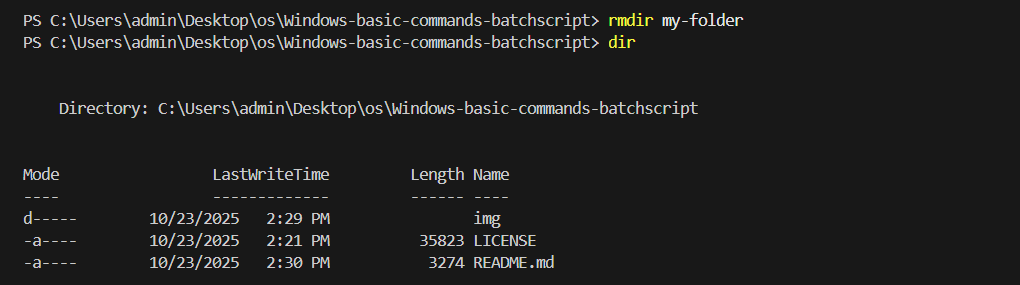 PS C:\Users\admin\Desktop\os\Windows-basic-commands-batchscript> rmdir my-folder
PS C:\Users\admin\Desktop\os\Windows-basic-commands-batchscript> dir
Directory: C:\Users\admin\Desktop\os\Windows-basic-commands-batchscript
Mode LastWriteTime Length Name
---- ------------- ------ ----
d----- 10/23/2025 2:29 PM img
-a---- 10/23/2025 2:21 PM 35823 LICENSE
-a---- 10/23/2025 2:30 PM 3274 README.md